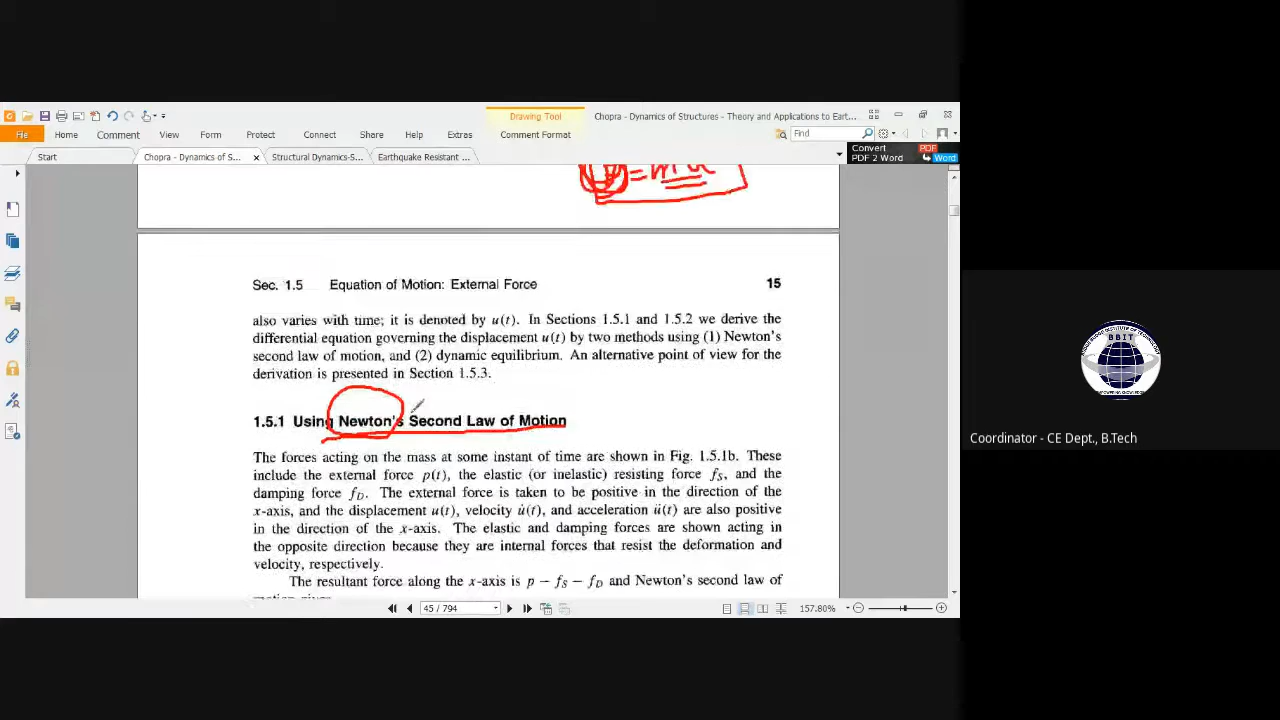 Drawing Tool
Chopra - Dynamics of Structures - Theory and Applications to Eart...
File
Home
Comment
View
Form
Protect
Connect
Share
Help
Extras
Comment Format
Find
Start
Chopra - Dynamics of S...
Structural Dynamics-S...
Earthquake Resistant ...
Convert
PDF
PDF 2 Word
Word
Sec. 1.5 Equation of Motion: External Force 15
also varies with time; it is denoted by u(t). In Sections 1.5.1 and 1.5.2 we derive the
differential equation governing the displacement u(t) by two methods using (1) Newton's
second law of motion, and (2) dynamic equilibrium. An alternative point of view for the
derivation is presented in Section 1.5.3.
1.5.1 Using Newton's Second Law of Motion
The forces acting on the mass at some instant of time are shown in Fig. 1.5.1b. These
include the external force p(t), the elastic (or inelastic) resisting force fS, and the
damping force fD. The external force is taken to be positive in the direction of the
x-axis, and the displacement u(t), velocity u̇(t), and acceleration ü(t) are also positive
in the direction of the x-axis. The elastic and damping forces are shown acting in
the opposite direction because they are internal forces that resist the deformation and
velocity, respectively.
The resultant force along the x-axis is p − fS − fD and Newton's second law of
45 / 794
157.80%
BBIT
Coordinator - CE Dept., B.Tech